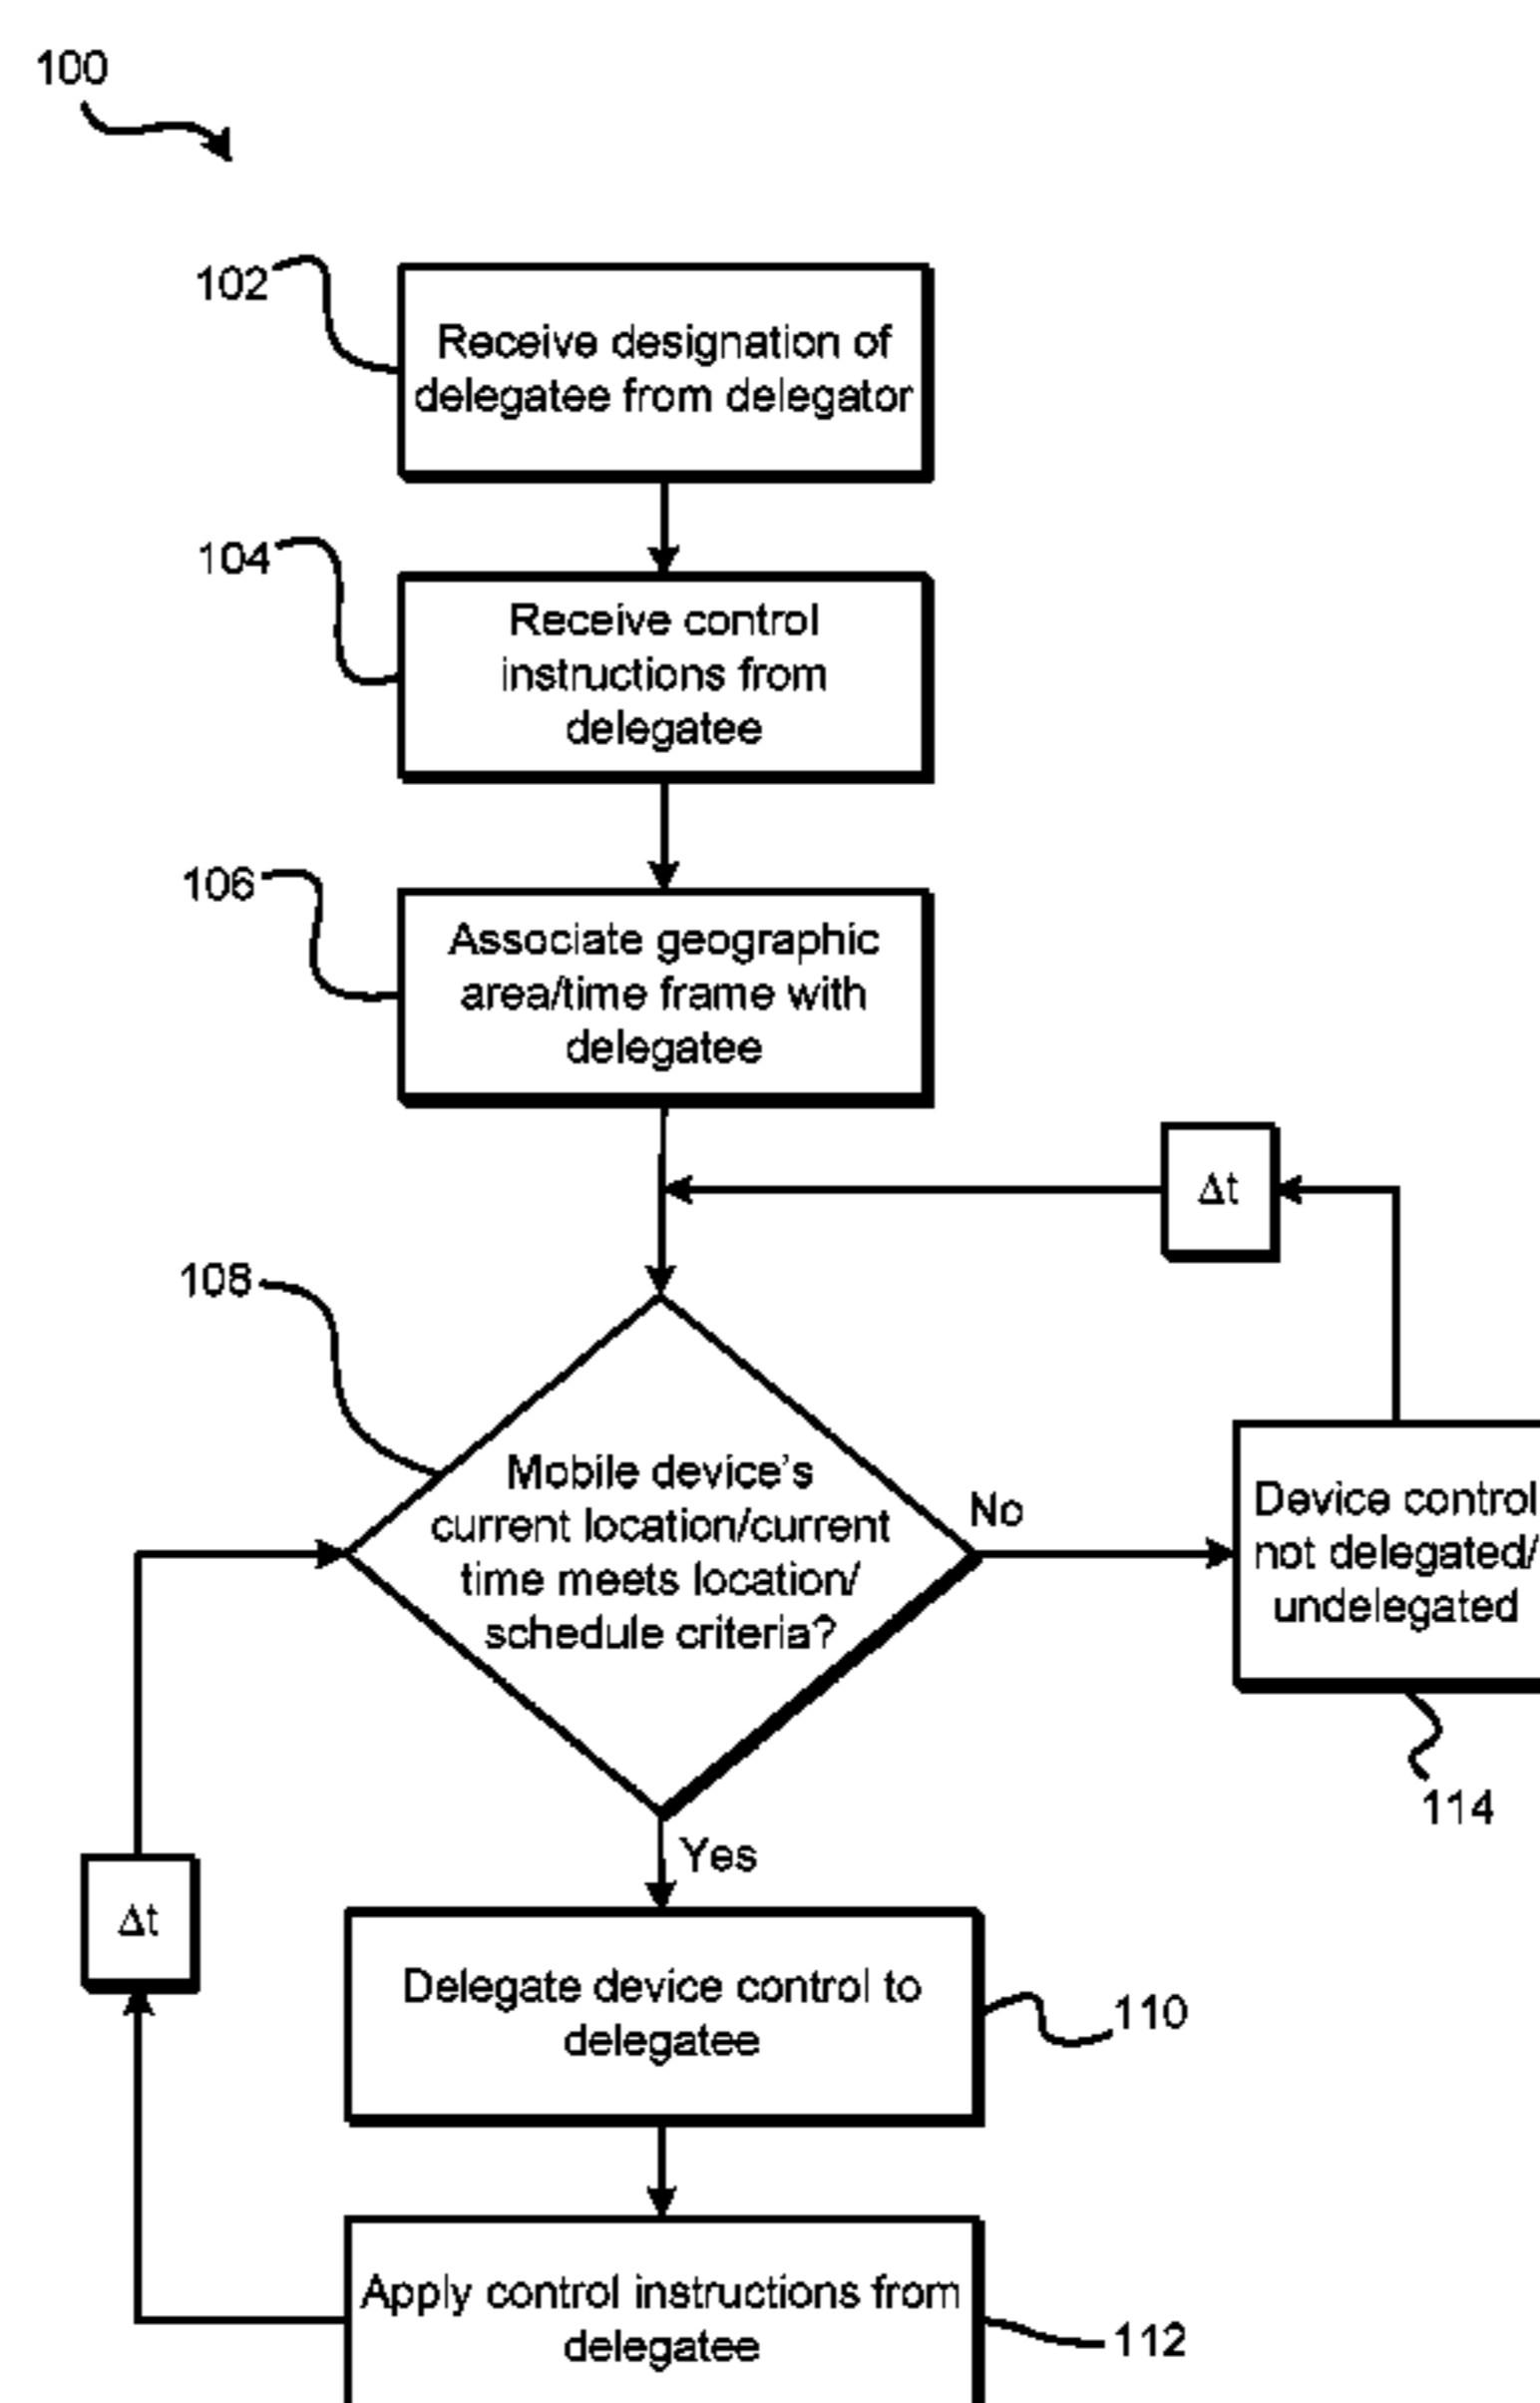 100
102
Receive designation of
delegatee from delegator
104
Receive control
instructions from
delegatee
106
Associate geographic
area/time frame with
delegatee
Δt
108
Mobile device's
current location/current
time meets location/
schedule criteria?
No
Device control
not delegated/
undelegated
114
Yes
Δt
Delegate device control to
delegatee
110
Apply control instructions from
delegatee
112